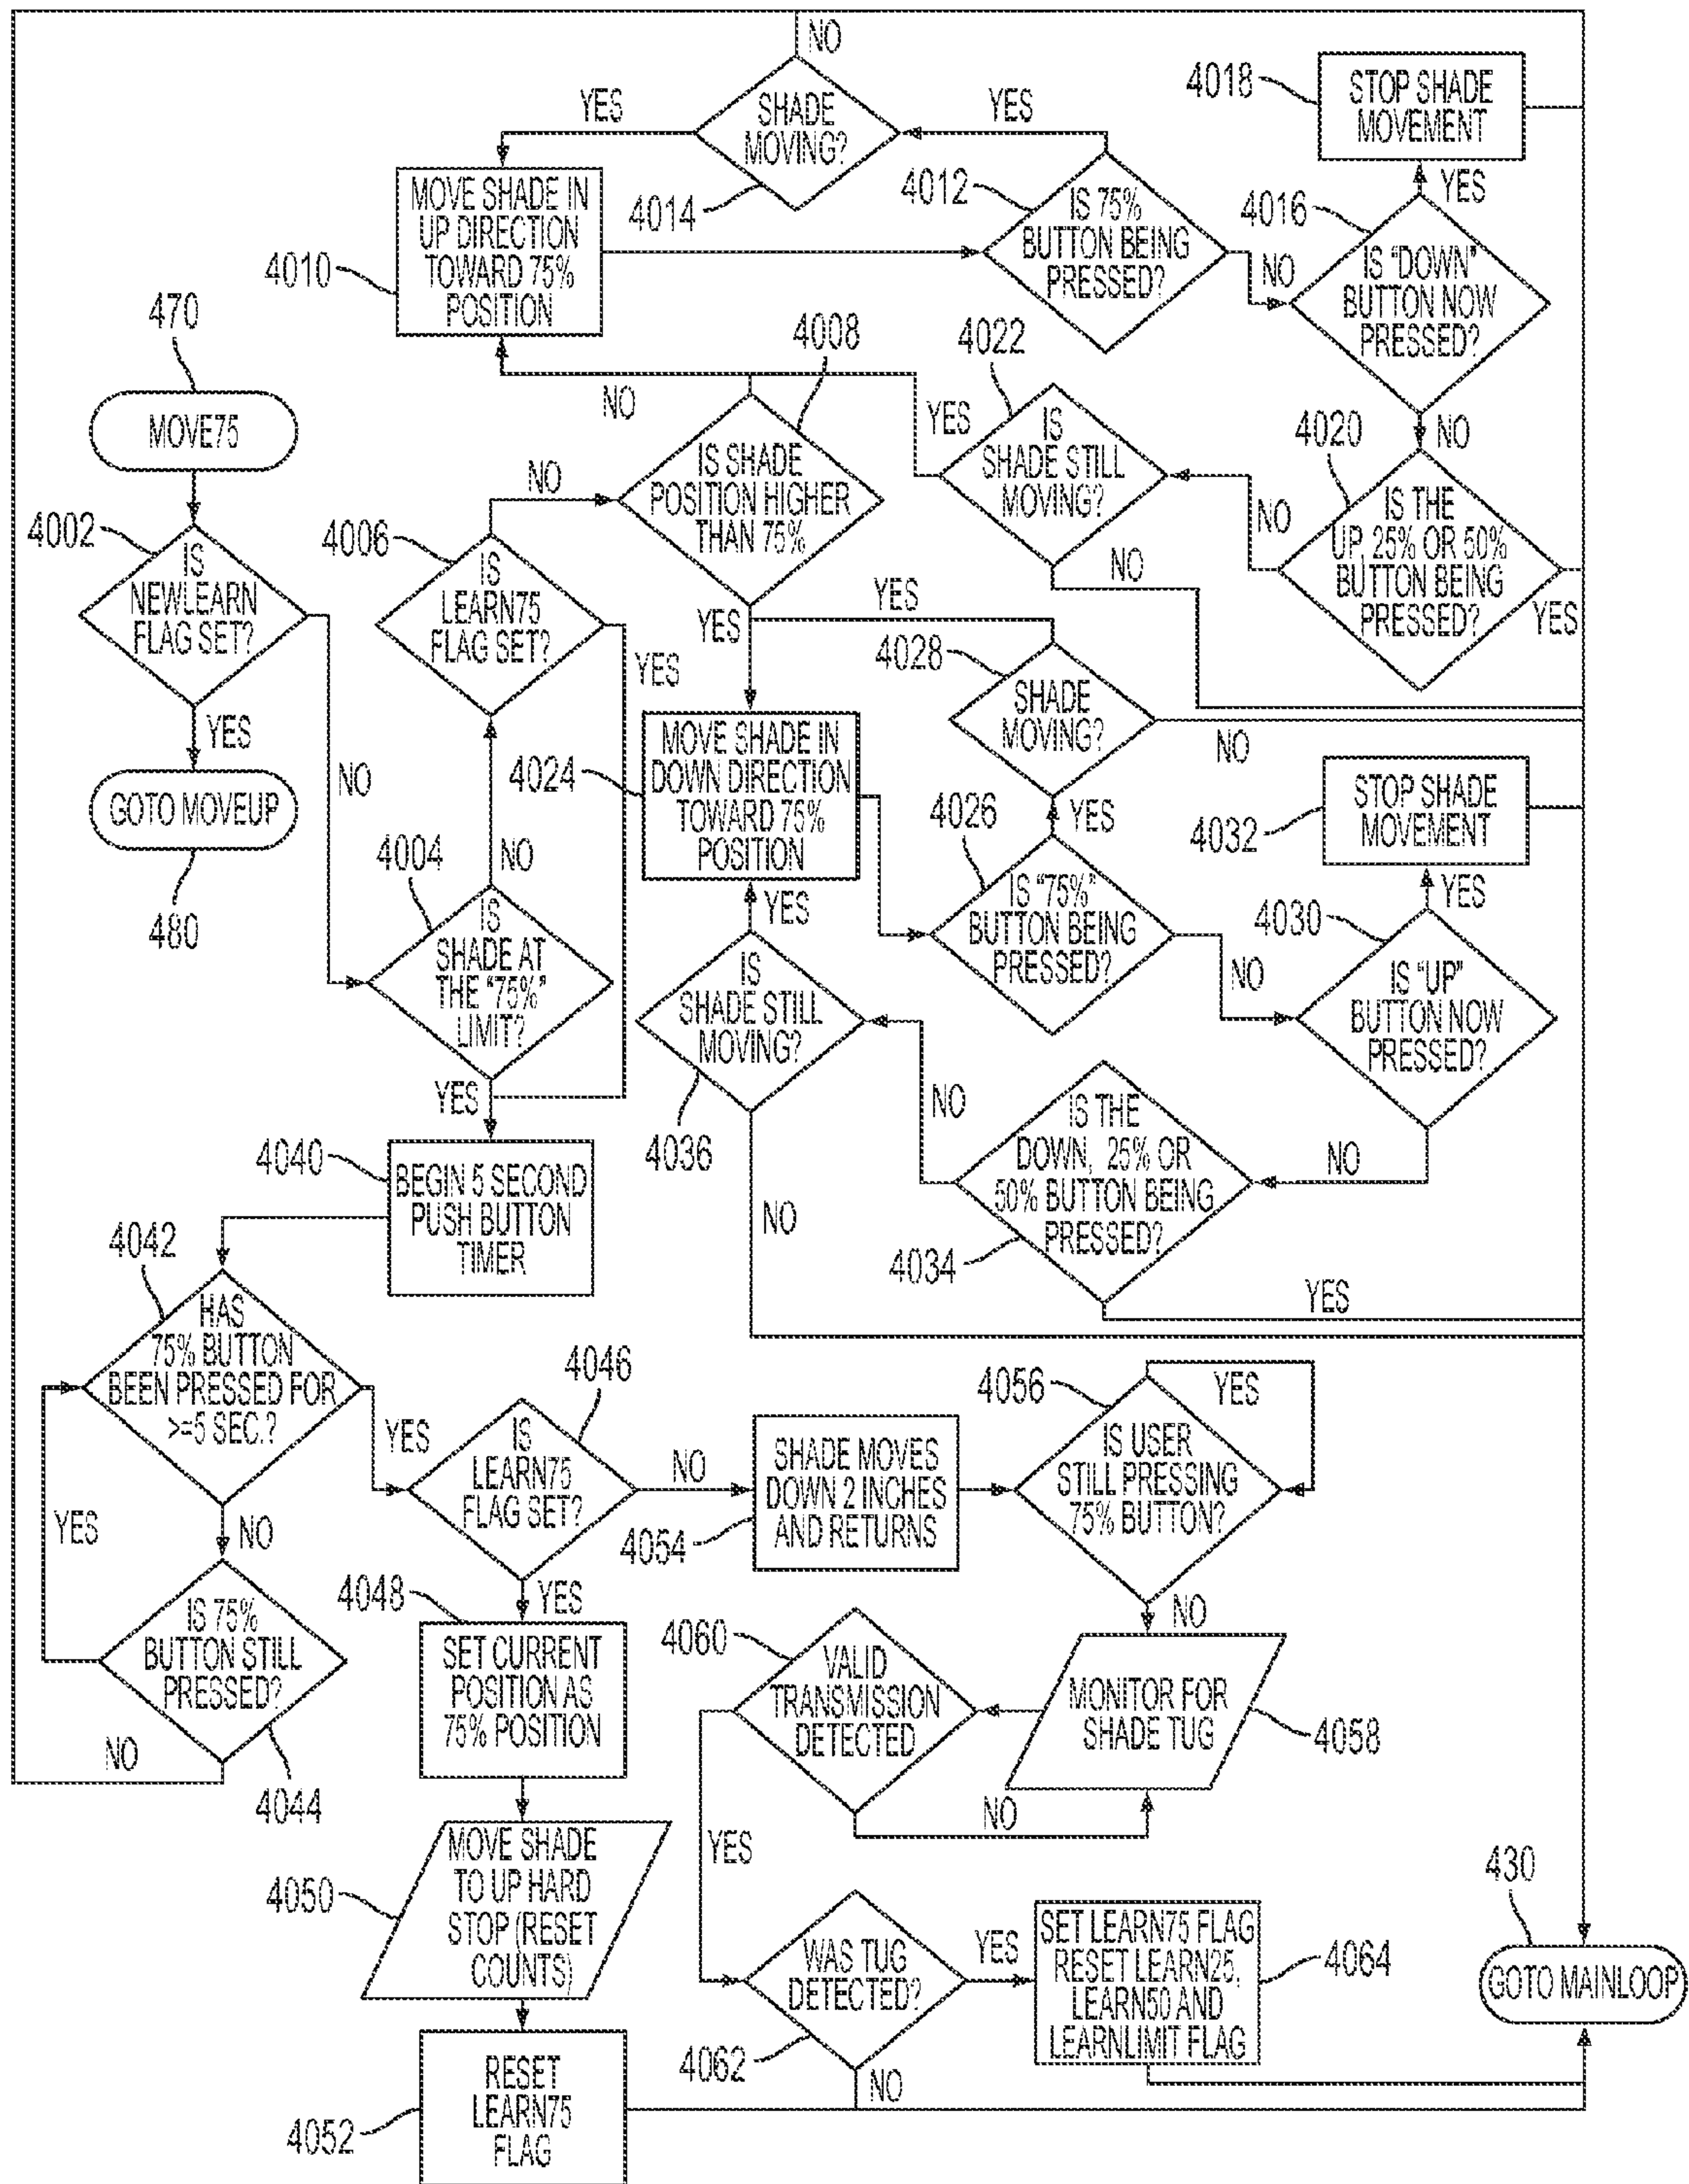 NO
SHADE
MOVING?
4014
YES
YES
4018
STOP SHADE
MOVEMENT
MOVE SHADE IN
UP DIRECTION
TOWARD 75%
POSITION
4010
4012
IS 75%
BUTTON BEING
PRESSED?
NO
YES
4016
IS "DOWN"
BUTTON NOW
PRESSED?
NO
470
MOVE75
4002
IS
NEWLEARN
FLAG SET?
YES
GOTO MOVEUP
480
NO
4006
IS
LEARN75
FLAG SET?
NO
YES
4008
NO
IS SHADE
POSITION HIGHER
THAN 75%
YES
4022
YES
IS
SHADE STILL
MOVING?
NO
NO
4020
IS THE
UP, 25% OR 50%
BUTTON BEING
PRESSED?
YES
4004
NO
IS
SHADE AT
THE "75%"
LIMIT?
YES
4024
MOVE SHADE IN
DOWN DIRECTION
TOWARD 75%
POSITION
YES
4028
SHADE
MOVING?
NO
YES
4026
IS "75%"
BUTTON BEING
PRESSED?
NO
4032
STOP SHADE
MOVEMENT
YES
4030
IS "UP"
BUTTON NOW
PRESSED?
NO
YES
IS
SHADE STILL
MOVING?
4036
NO
NO
IS THE
DOWN, 25% OR
50% BUTTON BEING
PRESSED?
4034
YES
4040
BEGIN 5 SECOND
PUSH BUTTON
TIMER
4042
HAS
75% BUTTON
BEEN PRESSED FOR
>=5 SEC.?
YES
NO
YES
IS 75%
BUTTON STILL
PRESSED?
NO
4044
4046
IS
LEARN75
FLAG SET?
NO
YES
4048
SET CURRENT
POSITION AS
75% POSITION
4050
MOVE SHADE
TO UP HARD
STOP (RESET
COUNTS)
4052
RESET
LEARN75
FLAG
SHADE MOVES
DOWN 2 INCHES
AND RETURNS
4054
4056
YES
IS USER
STILL PRESSING
75% BUTTON?
NO
4060
VALID
TRANSMISSION
DETECTED
MONITOR FOR
SHADE TUG
4058
NO
YES
WAS TUG
DETECTED?
4062
YES
NO
SET LEARN75 FLAG
RESET LEARN25,
LEARN50 AND
LEARNLIMIT FLAG
4064
430
GOTO MAINLOOP